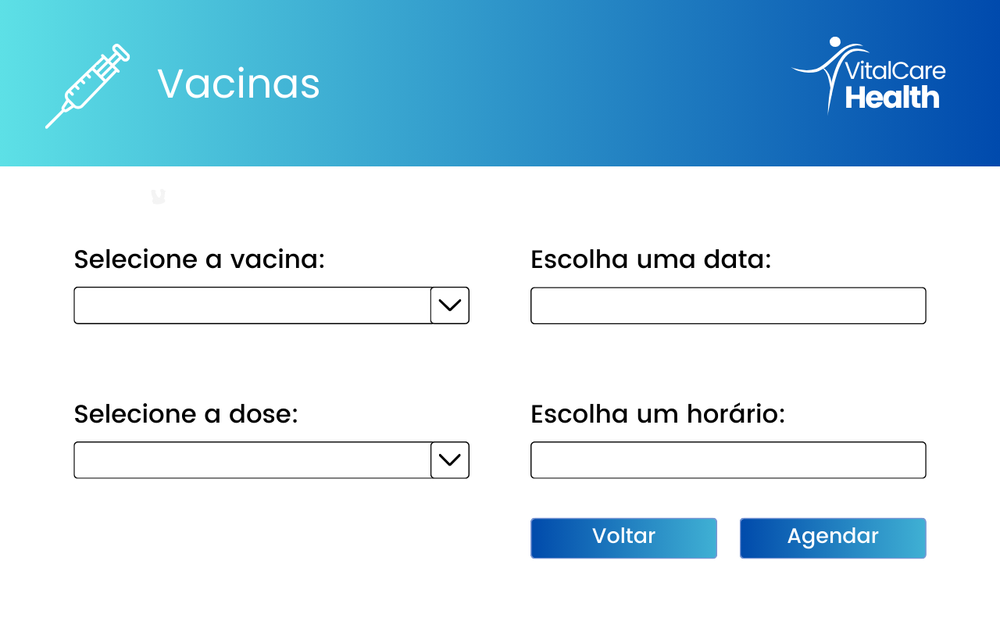 Vacinas
VitalCare
Health
Selecione a vacina:
Escolha uma data:
Selecione a dose:
Escolha um horário:
Voltar
Agendar